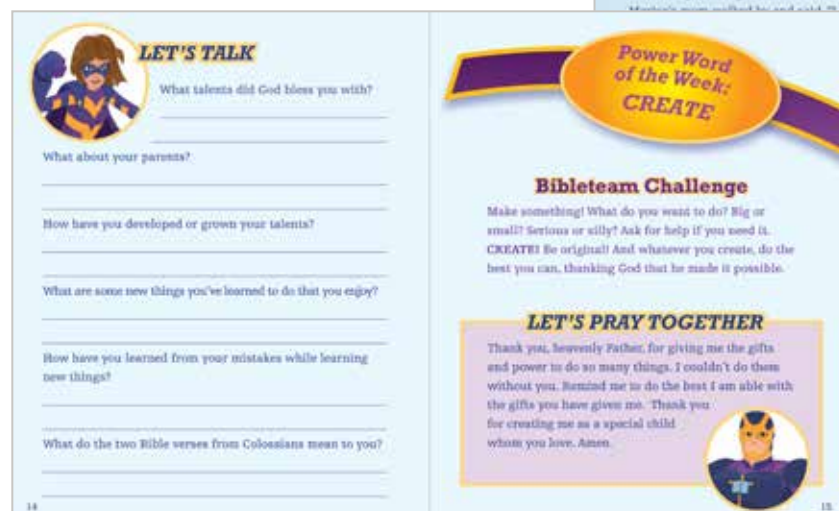 LET'S TALK
What talents did God bless you with?
What about your parents?
How have you developed or grown your talents?
What are some new things you've learned to do that you enjoy?
How have you learned from your mistakes while learning
new things?
What do the two Bible verses from Colossians mean to you?
14
Power Word
of the Week:
CREATE
Bibleteam Challenge
Make something! What do you want to do? Big or
small? Serious or silly? Ask for help if you need it.
CREATE! Be original! And whatever you create, do the
best you can, thanking God that he made it possible.
LET'S PRAY TOGETHER
Thank you, heavenly Father, for giving me the gifts
and power to do so many things. I couldn't do them
without you. Remind me to do the best I am able with
the gifts you have given me. Thank you
for creating me as a special child
whom you love. Amen.
15